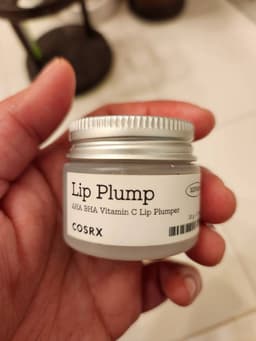 Lip Plump
AHA BHA Vitamin C Lip Plumper
COSRX